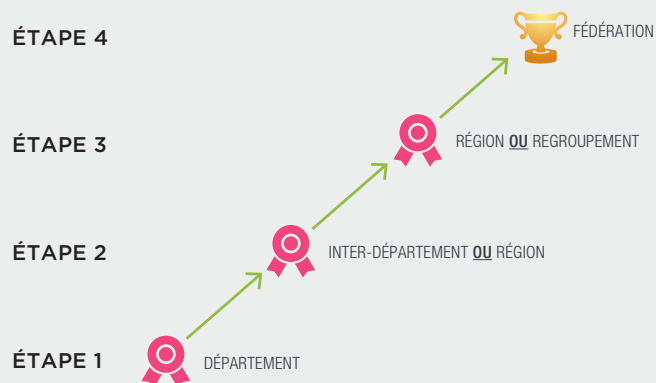 ÉTAPE 4 FÉDÉRATION
ÉTAPE 3 RÉGION OU REGROUPEMENT
ÉTAPE 2 INTER-DÉPARTEMENT OU RÉGION
ÉTAPE 1 DÉPARTEMENT